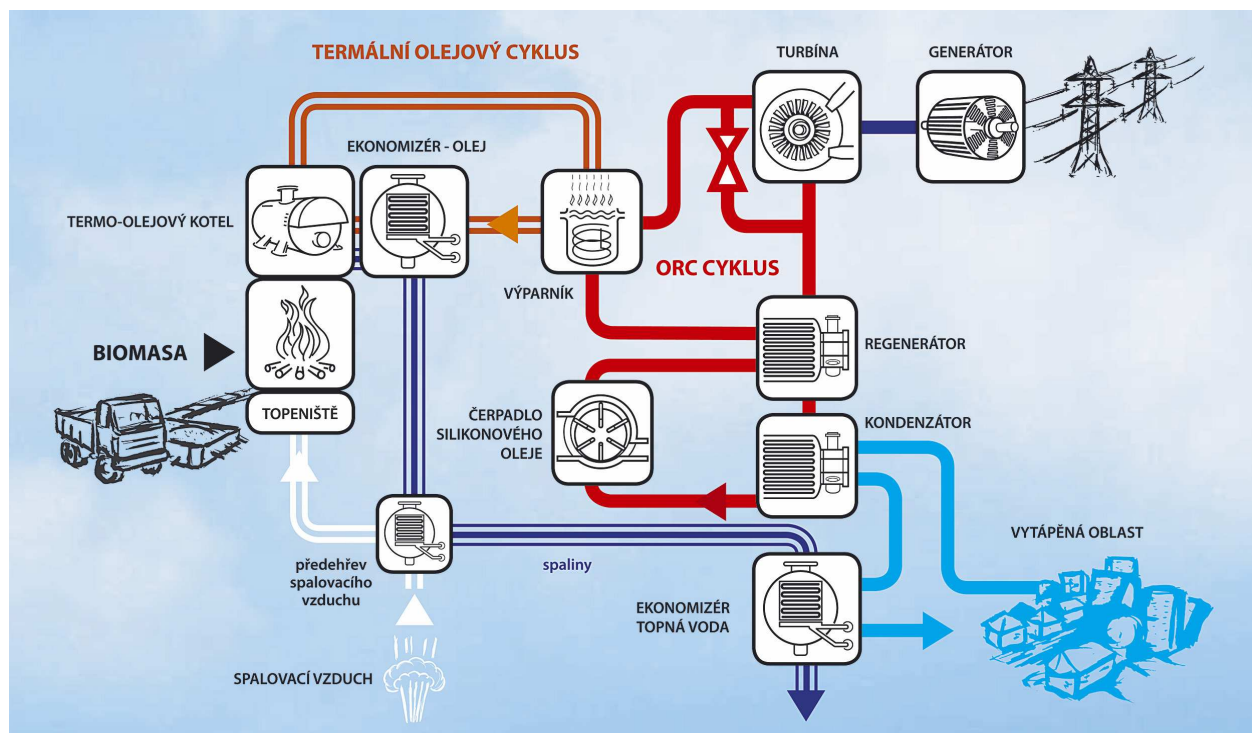 TERMÁLNÍ OLEJOVÝ CYKLUS
TURBÍNA
GENERÁTOR
EKONOMIZÉR - OLEJ
TERMO-OLEJOVÝ KOTEL
ORC CYKLUS
VÝPARNÍK
BIOMASA
REGENERÁTOR
TOPENIŠTĚ
ČERPADLO
SILIKONOVÉHO
OLEJE
KONDENZÁTOR
VYTÁPĚNÁ OBLAST
předehřev
spalovacího
vzduchu
spaliny
EKONOMIZÉR
TOPNÁ VODA
SPALOVACÍ VZDUCH